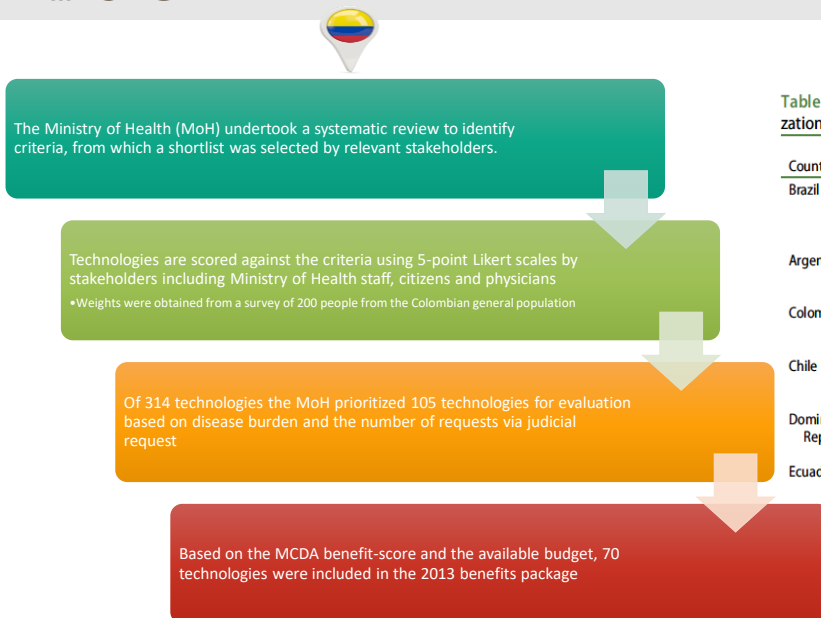 The Ministry of Health (MoH) undertook a systematic review to identify
criteria, from which a shortlist was selected by relevant stakeholders.
Technologies are scored against the criteria using 5-point Likert scales by
stakeholders including Ministry of Health staff, citizens and physicians
•Weights were obtained from a survey of 200 people from the Colombian general population
Of 314 technologies the MoH prioritized 105 technologies for evaluation
based on disease burden and the number of requests via judicial
request
Based on the MCDA benefit-score and the available budget, 70
technologies were included in the 2013 benefits package
Table
zation
Count
Brazil
Argen
Colom
Chile
Domi
Rep
Ecuad